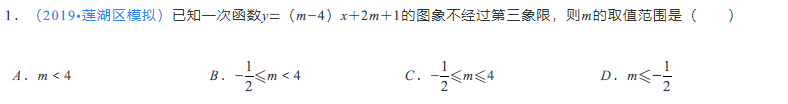 1．（2019•莲湖区模拟）已知一次函数y=（m−4）x+2m+1的图象不经过第三象限，则m的取值范围是（　　）
A．m＜4　B．−1/2≤m＜4　C．−1/2≤m≤4　D．m≤−1/2